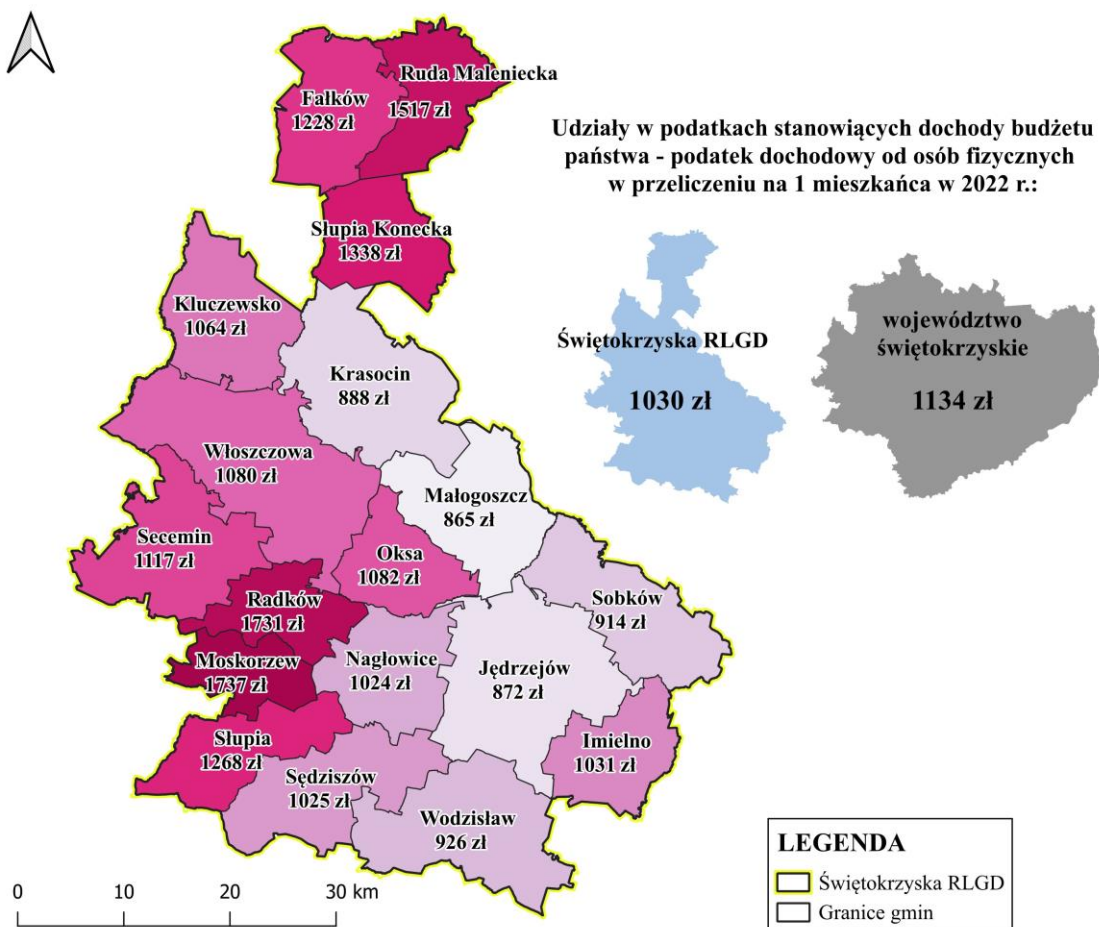 Ruda Maleniecka
1517 zł
Fałków
1228 zł
Udziały w podatkach stanowiących dochody budżetu
państwa - podatek dochodowy od osób fizycznych
w przeliczeniu na 1 mieszkańca w 2022 r.:
Słupia Konecka
1338 zł
Kluczewsko
1064 zł
Świętokrzyska RLGD
1030 zł
województwo
świętokrzyskie
1134 zł
Krasocin
888 zł
Włoszczowa
1080 zł
Małogoszcz
865 zł
Secemin
1117 zł
Oksa
1082 zł
Radków
1731 zł
Sobków
914 zł
Moskorzew
1737 zł
Nagłowice
1024 zł
Jędrzejów
872 zł
Słupia
1268 zł
Imielno
1031 zł
Sędziszów
1025 zł
Wodzisław
926 zł
0 10 20 30 km
LEGENDA
Świętokrzyska RLGD
Granice gmin